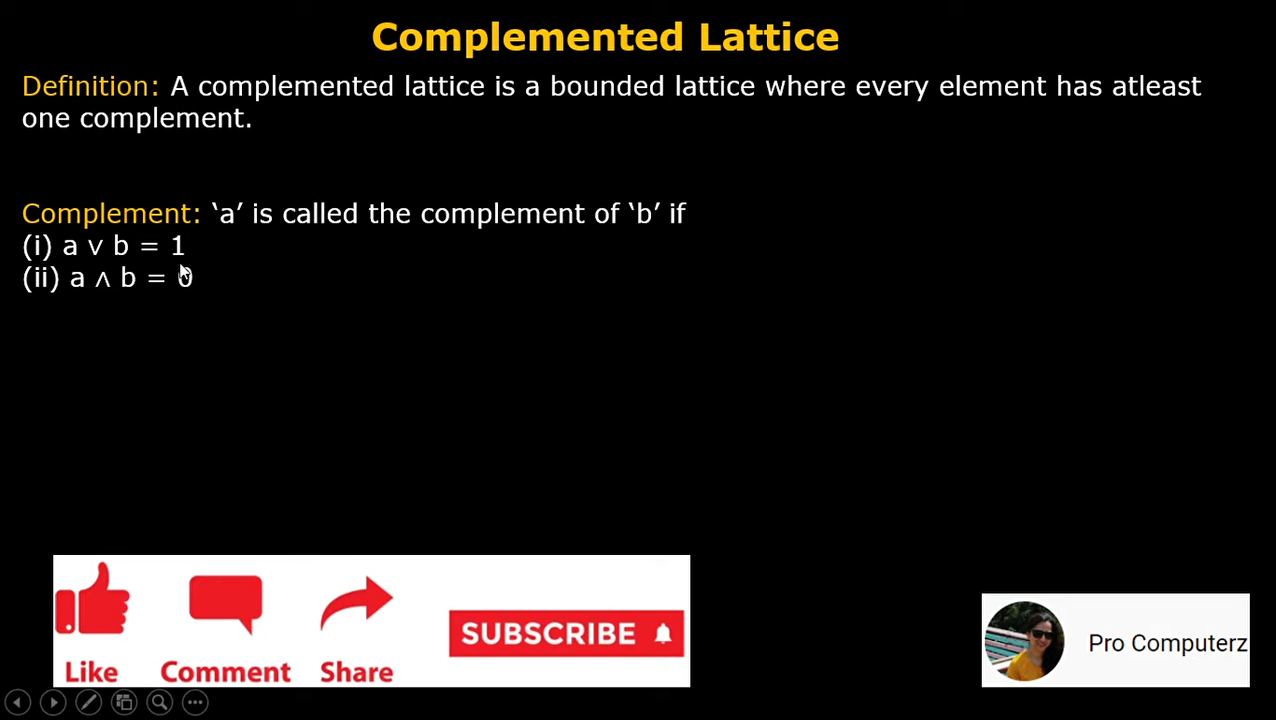 Complemented Lattice
Definition: A complemented lattice is a bounded lattice where every element has atleast
one complement.
Complement: ‘a’ is called the complement of ‘b’ if
(i) a ∨ b = 1
(ii) a ∧ b = 0
Like
Comment
Share
SUBSCRIBE
Pro Computerz